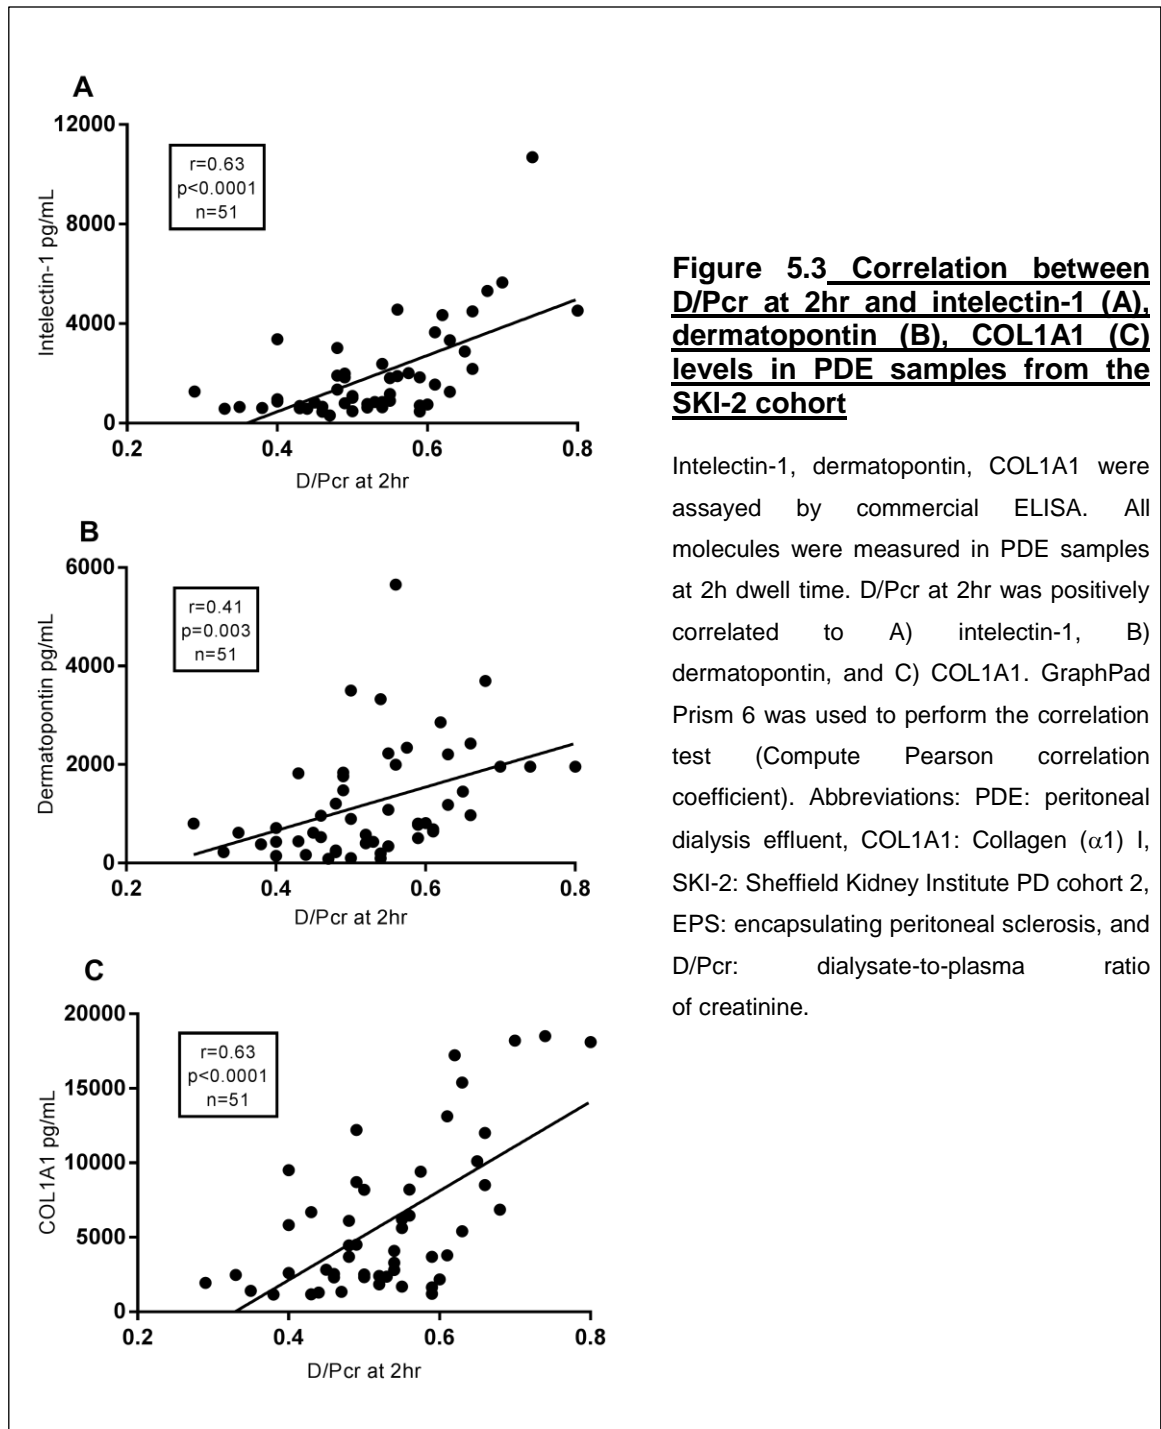 A
12000
8000
4000
0
0.2
0.4
0.6
0.8
Intelectin-1 pg/mL
D/Pcr at 2hr
r=0.63
p<0.0001
n=51
B
6000
4000
2000
0
0.2
0.4
0.6
0.8
Dermatopontin pg/mL
D/Pcr at 2hr
r=0.41
p=0.003
n=51
C
20000
15000
10000
5000
0
0.2
0.4
0.6
0.8
COL1A1 pg/mL
D/Pcr at 2hr
r=0.63
p<0.0001
n=51
Figure 5.3 Correlation between
D/Pcr at 2hr and intelectin-1 (A),
dermatopontin (B), COL1A1 (C)
levels in PDE samples from the
SKI-2 cohort
Intelectin-1, dermatopontin, COL1A1 were
assayed by commercial ELISA. All
molecules were measured in PDE samples
at 2h dwell time. D/Pcr at 2hr was positively
correlated to A) intelectin-1, B)
dermatopontin, and C) COL1A1. GraphPad
Prism 6 was used to perform the correlation
test (Compute Pearson correlation
coefficient). Abbreviations: PDE: peritoneal
dialysis effluent, COL1A1: Collagen (α1) I,
SKI-2: Sheffield Kidney Institute PD cohort 2,
EPS: encapsulating peritoneal sclerosis, and
D/Pcr: dialysate-to-plasma ratio
of creatinine.